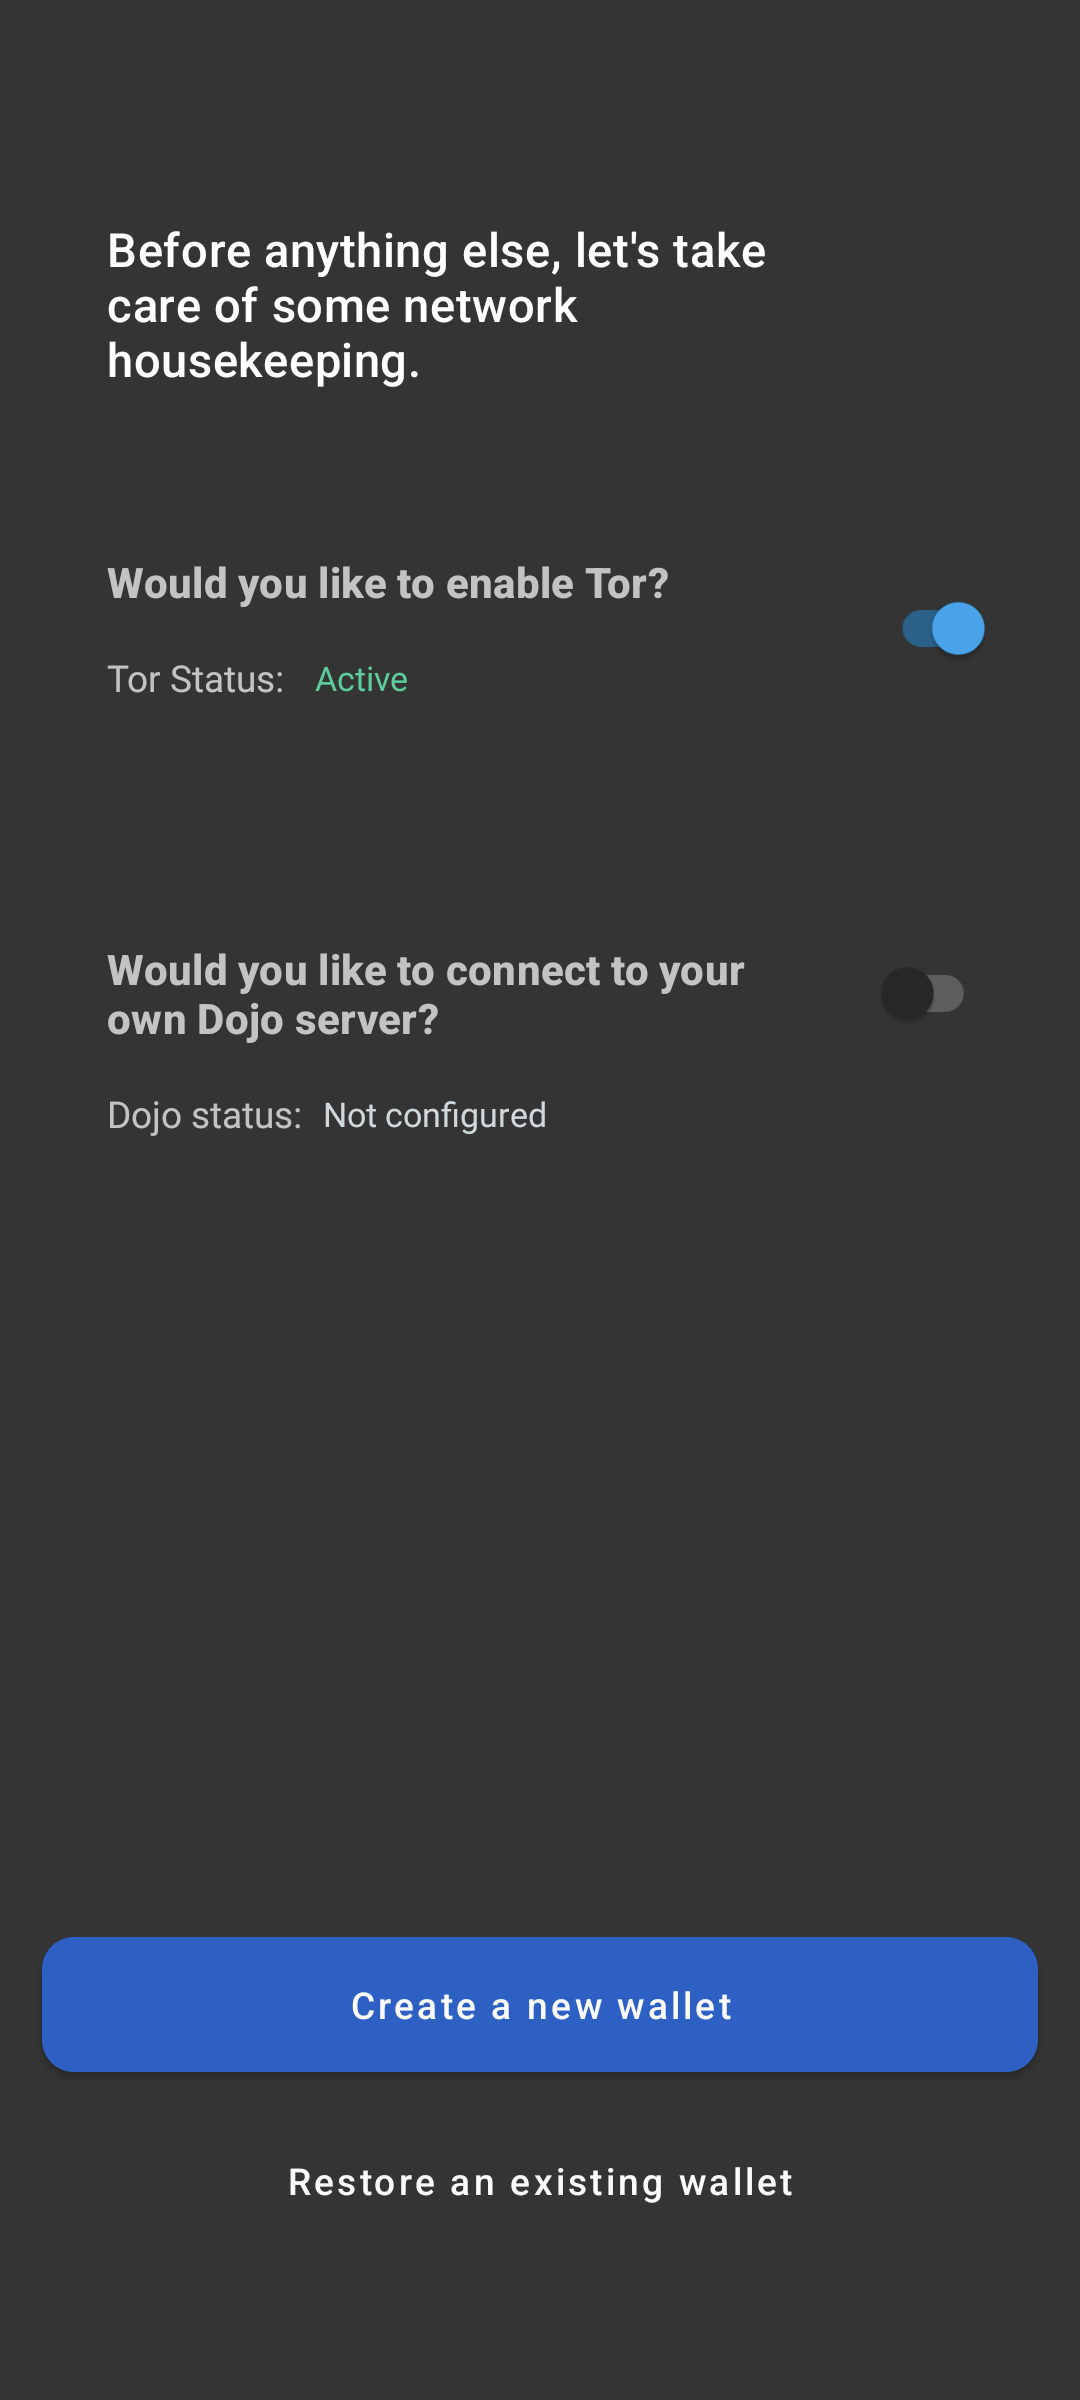 Before anything else, let's take
care of some network
housekeeping.
Would you like to enable Tor?
Tor Status: Active
Would you like to connect to your
own Dojo server?
Dojo status: Not configured
Create a new wallet
Restore an existing wallet